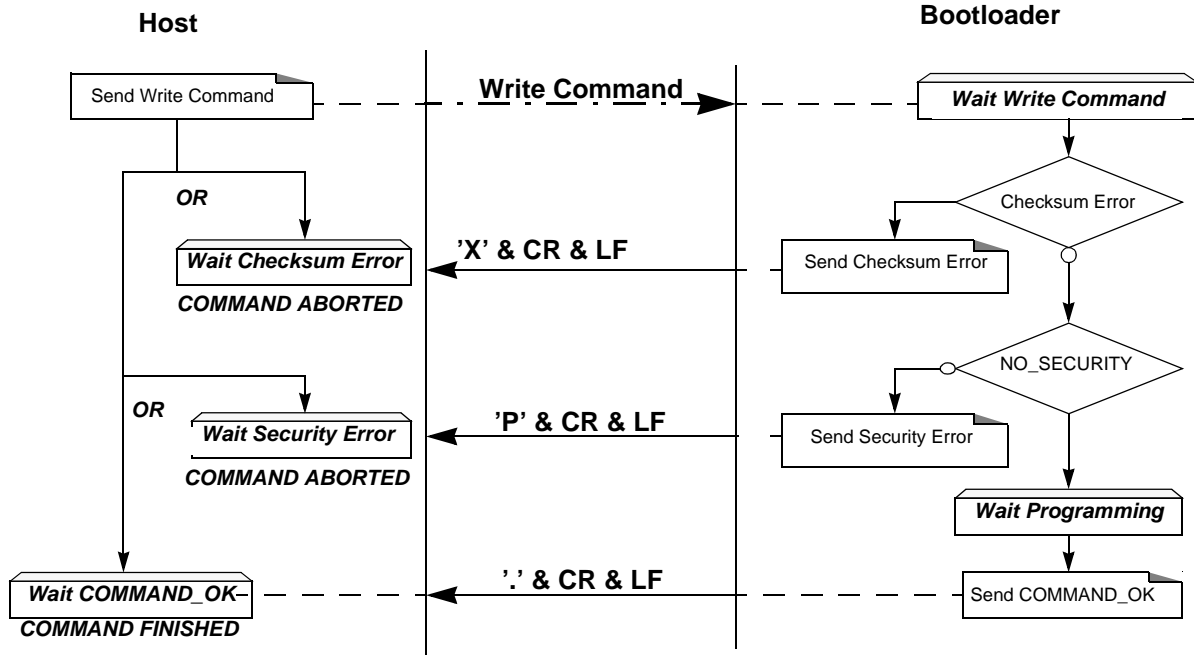 Host
Bootloader
Send Write Command
Write Command
Wait Write Command
OR
Checksum Error
Wait Checksum Error
'X' & CR & LF
Send Checksum Error
COMMAND ABORTED
NO_SECURITY
OR
Wait Security Error
'P' & CR & LF
Send Security Error
COMMAND ABORTED
Wait Programming
Wait COMMAND_OK
'.' & CR & LF
Send COMMAND_OK
COMMAND FINISHED